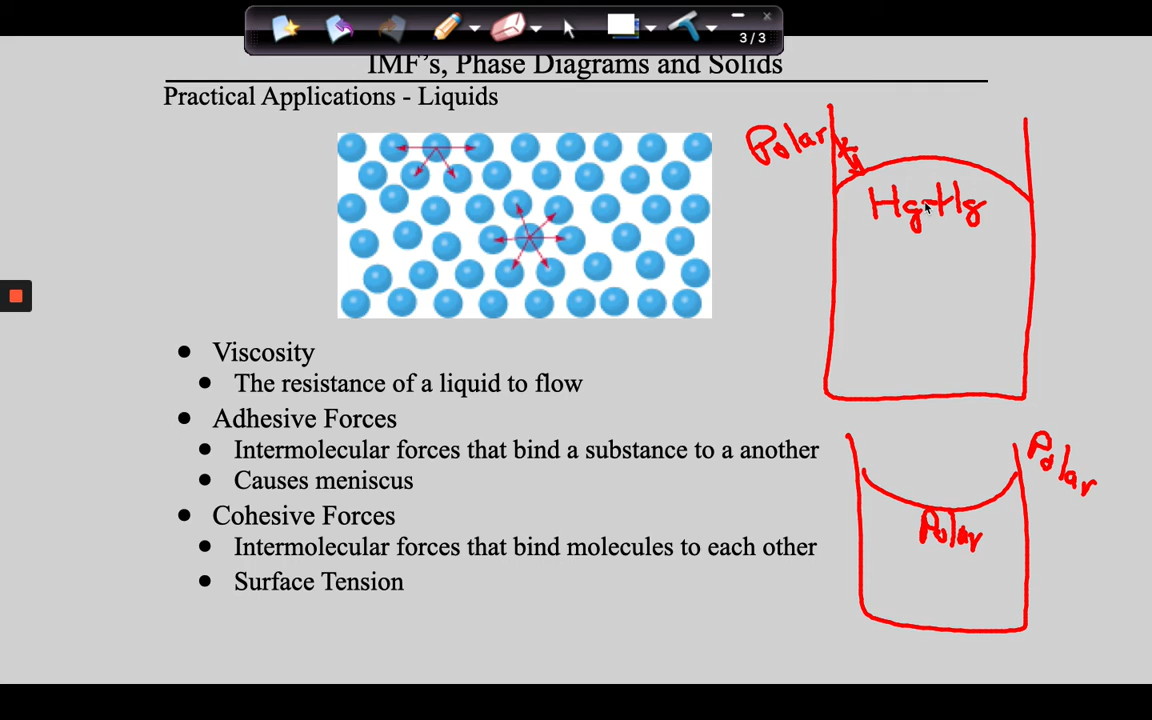 3 / 3
IMF's, Phase Diagrams and Solids
Practical Applications - Liquids
Polar
Hg-Hg
Viscosity
The resistance of a liquid to flow
Adhesive Forces
Intermolecular forces that bind a substance to a another
Causes meniscus
Cohesive Forces
Intermolecular forces that bind molecules to each other
Surface Tension
Polar
Polar